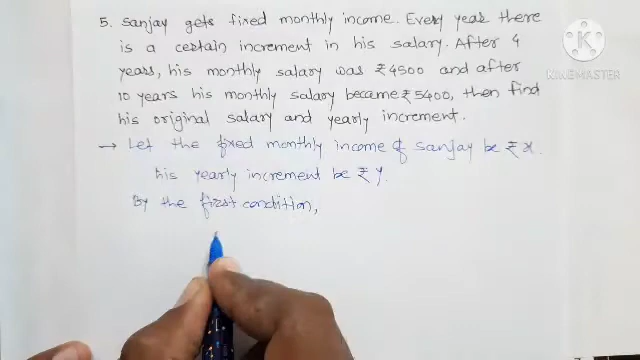 5. Sanjay gets fixed monthly income. Every year there
is a certain increment in his salary. After 4
years, his monthly salary was ₹4500 and after
10 years his monthly salary became ₹5400, then find
his original salary and yearly increment.
→ Let the fixed monthly income of Sanjay be ₹x.
his yearly increment be ₹y.
By the first condition,
KINEMASTER